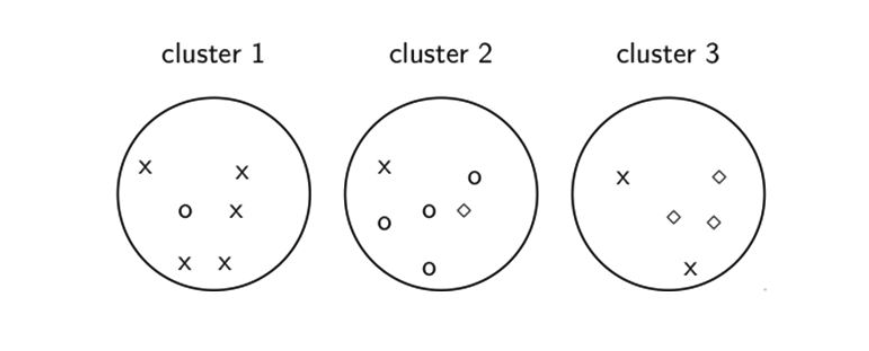 cluster 1 cluster 2 cluster 3
x x x o x ◇
o x o o ◇ ◇ ◇
x x o x